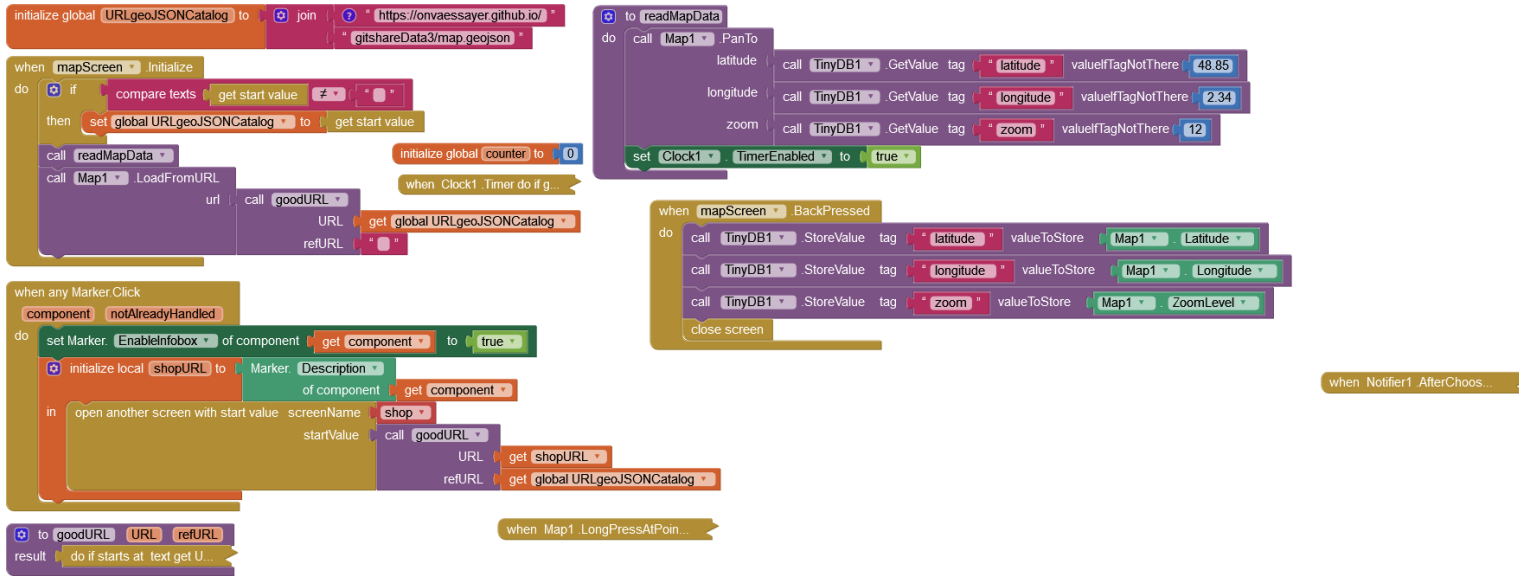 initialize global URLgeoJSONCatalog to join " https://onvaessayer.github.io/ "
" gitshareData3/map.geojson "
when mapScreen .Initialize
do if compare texts get start value ≠ " "
then set global URLgeoJSONCatalog to get start value
call readMapData
call Map1 .LoadFromURL
url call goodURL
URL get global URLgeoJSONCatalog
refURL " "
initialize global counter to 0
when Clock1 .Timer do if g...
when any Marker.Click
component notAlreadyHandled
do set Marker. EnableInfobox of component get component to true
initialize local shopURL to Marker. Description
of component get component
in open another screen with start value screenName shop
startValue call goodURL
URL get shopURL
refURL get global URLgeoJSONCatalog
to goodURL URL refURL
result do if starts at text get U...
when Map1 .LongPressAtPoin...
to readMapData
do call Map1 .PanTo
latitude call TinyDB1 .GetValue tag " latitude " valueIfTagNotThere 48.85
longitude call TinyDB1 .GetValue tag " longitude " valueIfTagNotThere 2.34
zoom call TinyDB1 .GetValue tag " zoom " valueIfTagNotThere 12
set Clock1 . TimerEnabled to true
when mapScreen .BackPressed
do call TinyDB1 .StoreValue tag " latitude " valueToStore Map1 . Latitude
call TinyDB1 .StoreValue tag " longitude " valueToStore Map1 . Longitude
call TinyDB1 .StoreValue tag " zoom " valueToStore Map1 . ZoomLevel
close screen
when Notifier1 .AfterChoos...